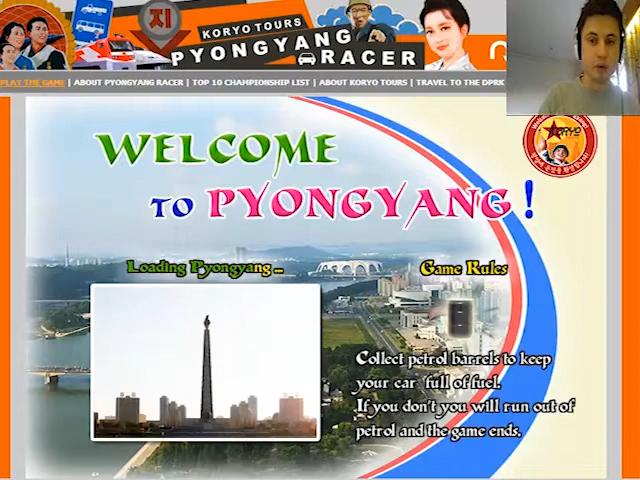 지
KORYO TOURS
PYONGYANG
RACER
PLAY THE GAME | ABOUT PYONGYANG RACER | TOP 10 CHAMPIONSHIP LIST | ABOUT KORYO TOURS | TRAVEL TO THE DPRK
KORYO
WELCOME
TO PYONGYANG!
Loading Pyongyang ...
Game Rules
Collect petrol barrels to keep
your car full of fuel.
If you don't you will run out of
petrol and the game ends.